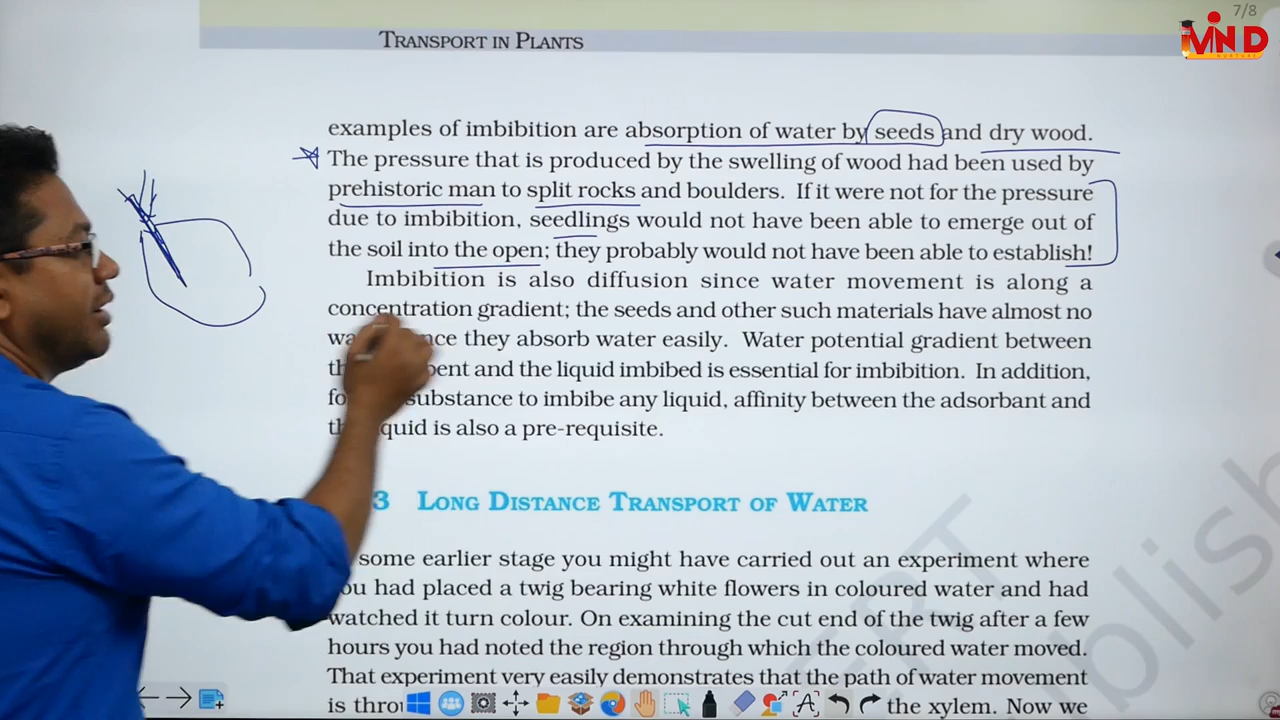 7/8
MIND
TRANSPORT IN PLANTS
examples of imbibition are absorption of water by seeds and dry wood.
The pressure that is produced by the swelling of wood had been used by
prehistoric man to split rocks and boulders. If it were not for the pressure
due to imbibition, seedlings would not have been able to emerge out of
the soil into the open; they probably would not have been able to establish!
Imbibition is also diffusion since water movement is along a
concentration gradient; the seeds and other such materials have almost no
they absorb water easily. Water potential gradient between
and the liquid imbibed is essential for imbibition. In addition,
substance to imbibe any liquid, affinity between the adsorbant and
is also a pre-requisite.
3 LONG DISTANCE TRANSPORT OF WATER
some earlier stage you might have carried out an experiment where
you had placed a twig bearing white flowers in coloured water and had
watched it turn colour. On examining the cut end of the twig after a few
hours you had noted the region through which the coloured water moved.
That experiment very easily demonstrates that the path of water movement
is the xylem. Now we